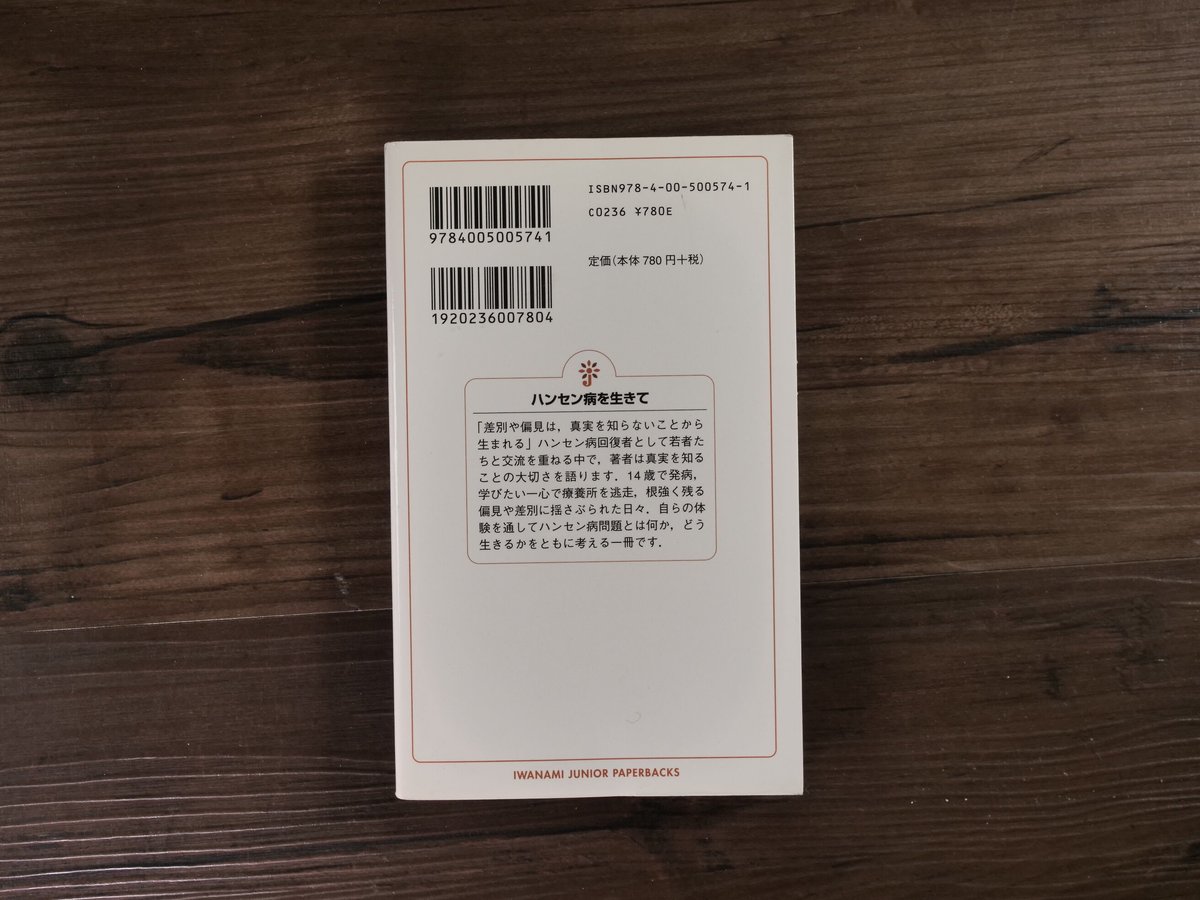 ISBN978-4-00-500574-1
C0236 ¥780E
9784005005741
定価(本体 780 円+税)
1920236007804
ハンセン病を生きて
「差別や偏見は，真実を知らないことから
生まれる」ハンセン病回復者として若者た
ちと交流を重ねる中で，著者は真実を知る
ことの大切さを語ります．14 歳で発病，
学びたい一心で療養所を逃走，根強く残る
偏見や差別に揺さぶられた日々．自らの体
験を通してハンセン病問題とは何か，どう
生きるかをともに考える一冊です．
IWANAMI JUNIOR PAPERBACKS